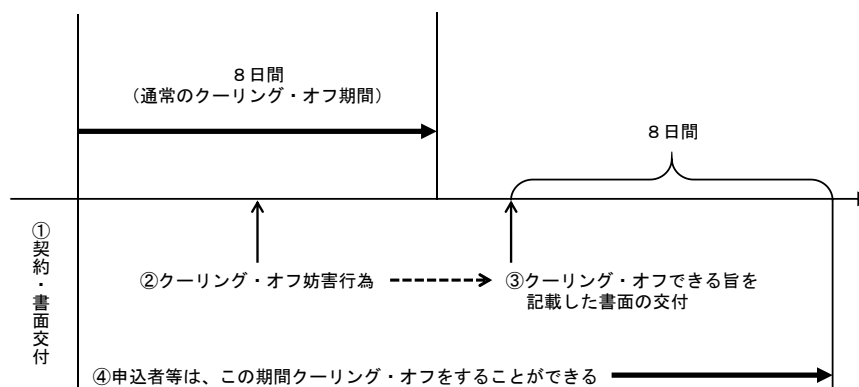 ８日間
（通常のクーリング・オフ期間）
８日間
①契約・書面交付
②クーリング・オフ妨害行為
③クーリング・オフできる旨を
記載した書面の交付
④申込者等は、この期間クーリング・オフをすることができる